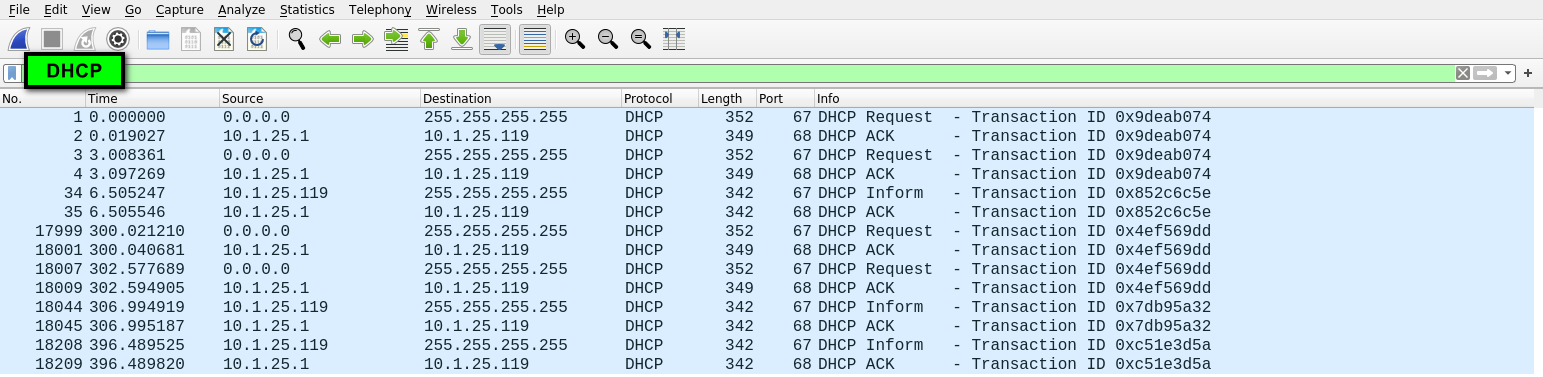 File Edit View Go Capture Analyze Statistics Telephony Wireless Tools Help
DHCP
No. Time Source Destination Protocol Length Port Info
1 0.000000 0.0.0.0 255.255.255.255 DHCP 352 67 DHCP Request - Transaction ID 0x9deab074
2 0.019027 10.1.25.1 10.1.25.119 DHCP 349 68 DHCP ACK - Transaction ID 0x9deab074
3 3.008361 0.0.0.0 255.255.255.255 DHCP 352 67 DHCP Request - Transaction ID 0x9deab074
4 3.097269 10.1.25.1 10.1.25.119 DHCP 349 68 DHCP ACK - Transaction ID 0x9deab074
34 6.505247 10.1.25.119 255.255.255.255 DHCP 342 67 DHCP Inform - Transaction ID 0x852c6c5e
35 6.505546 10.1.25.1 10.1.25.119 DHCP 342 68 DHCP ACK - Transaction ID 0x852c6c5e
17999 300.021210 0.0.0.0 255.255.255.255 DHCP 352 67 DHCP Request - Transaction ID 0x4ef569dd
18001 300.040681 10.1.25.1 10.1.25.119 DHCP 349 68 DHCP ACK - Transaction ID 0x4ef569dd
18007 302.577689 0.0.0.0 255.255.255.255 DHCP 352 67 DHCP Request - Transaction ID 0x4ef569dd
18009 302.594905 10.1.25.1 10.1.25.119 DHCP 349 68 DHCP ACK - Transaction ID 0x4ef569dd
18044 306.994919 10.1.25.119 255.255.255.255 DHCP 342 67 DHCP Inform - Transaction ID 0x7db95a32
18045 306.995187 10.1.25.1 10.1.25.119 DHCP 342 68 DHCP ACK - Transaction ID 0x7db95a32
18208 396.489525 10.1.25.119 255.255.255.255 DHCP 342 67 DHCP Inform - Transaction ID 0xc51e3d5a
18209 396.489820 10.1.25.1 10.1.25.119 DHCP 342 68 DHCP ACK - Transaction ID 0xc51e3d5a